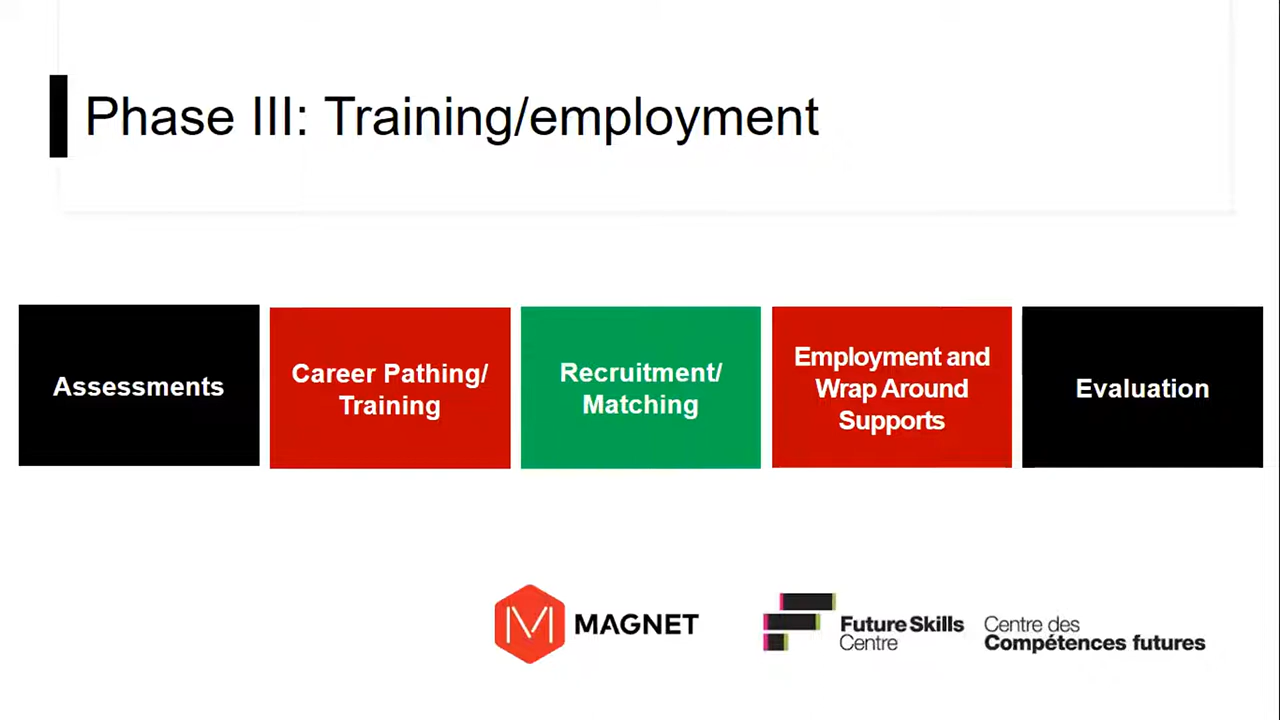 Phase III: Training/employment
Assessments
Career Pathing/
Training
Recruitment/
Matching
Employment and
Wrap Around
Supports
Evaluation
MAGNET
Future Skills
Centre
Centre des
Compétences futures